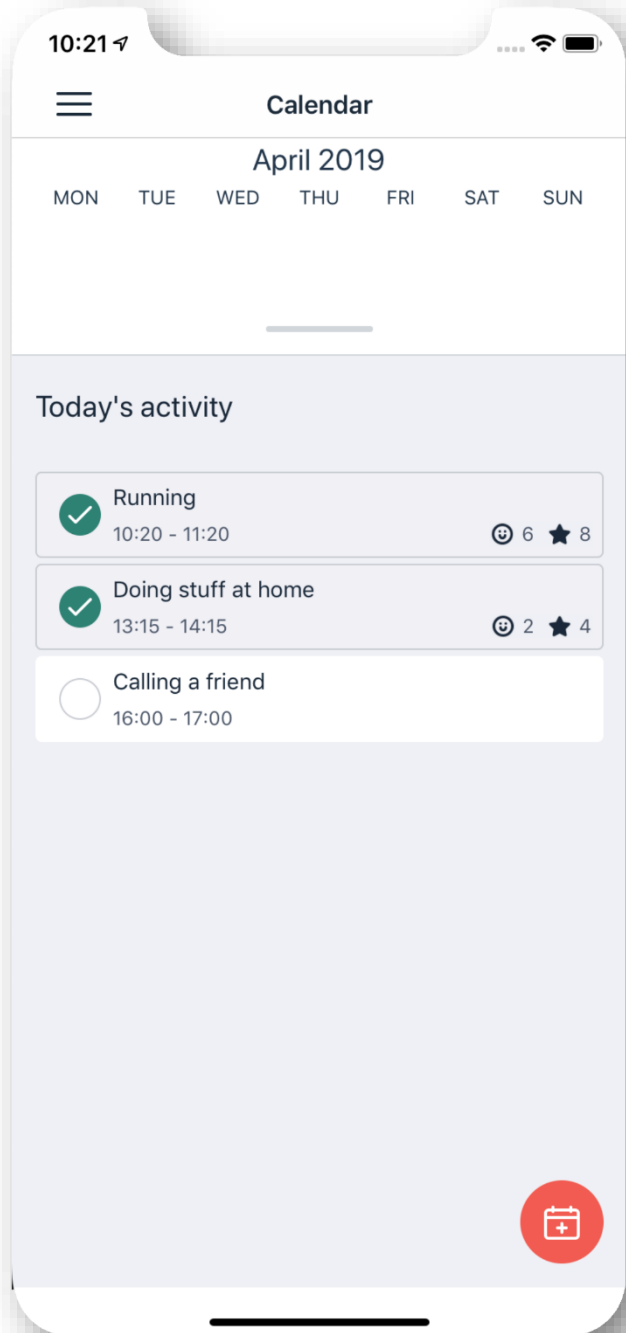 10:21
Calendar
April 2019
MON TUE WED THU FRI SAT SUN
Today's activity
Running
10:20 - 11:20 6 8
Doing stuff at home
13:15 - 14:15 2 4
Calling a friend
16:00 - 17:00